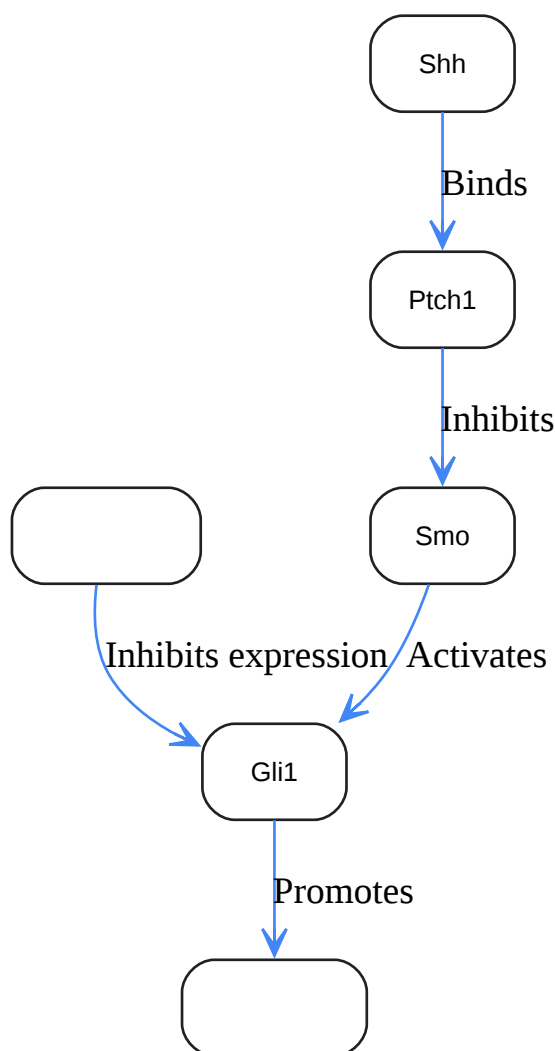 Shh
Binds
Ptch1
Inhibits
Smo
Inhibits expression
Activates
Gli1
Promotes